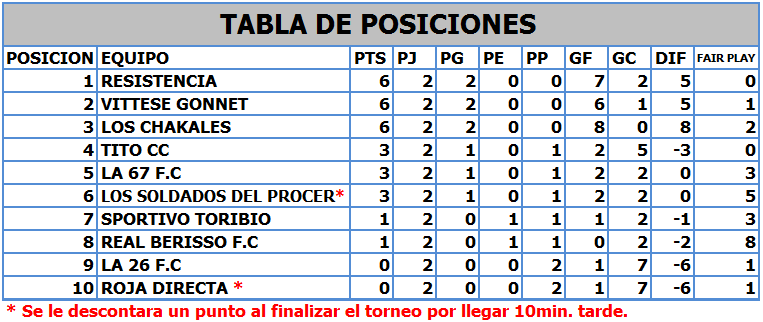 TABLA DE POSICIONES
POSICION EQUIPO PTS PJ PG PE PP GF GC DIF FAIR PLAY
1 RESISTENCIA 6 2 2 0 0 7 2 5 0
2 VITTESE GONNET 6 2 2 0 0 6 1 5 1
3 LOS CHAKALES 6 2 2 0 0 8 0 8 2
4 TITO CC 3 2 1 0 1 2 5 -3 0
5 LA 67 F.C 3 2 1 0 1 2 2 0 3
6 LOS SOLDADOS DEL PROCER* 3 2 1 0 1 2 2 0 5
7 SPORTIVO TORIBIO 1 2 0 1 1 1 2 -1 3
8 REAL BERISSO F.C 1 2 0 1 1 0 2 -2 8
9 LA 26 F.C 0 2 0 0 2 1 7 -6 1
10 ROJA DIRECTA * 0 2 0 0 2 1 7 -6 1
* Se le descontara un punto al finalizar el torneo por llegar 10min. tarde.